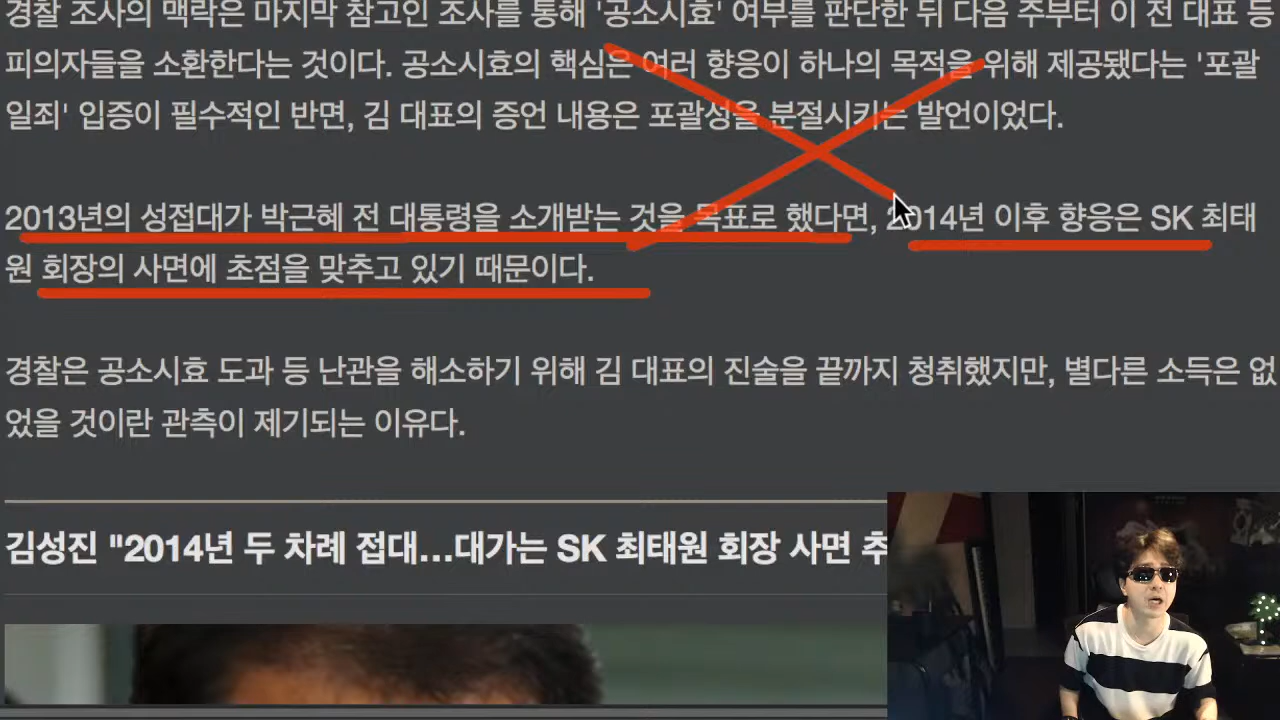 경찰 조사의 맥락은 마지막 참고인 조사를 통해 '공소시효' 여부를 판단한 뒤 다음 주부터 이 전 대표 등
피의자들을 소환한다는 것이다. 공소시효의 핵심은 여러 향응이 하나의 목적을 위해 제공됐다는 '포괄
일죄' 입증이 필수적인 반면, 김 대표의 증언 내용은 포괄성을 분절시키는 발언이었다.
2013년의 성접대가 박근혜 전 대통령을 소개받는 것을 목표로 했다면, 2014년 이후 향응은 SK 최태
원 회장의 사면에 초점을 맞추고 있기 때문이다.
경찰은 공소시효 도과 등 난관을 해소하기 위해 김 대표의 진술을 끝까지 청취했지만, 별다른 소득은 없
었을 것이란 관측이 제기되는 이유다.
김성진 "2014년 두 차례 접대…대가는 SK 최태원 회장 사면 추